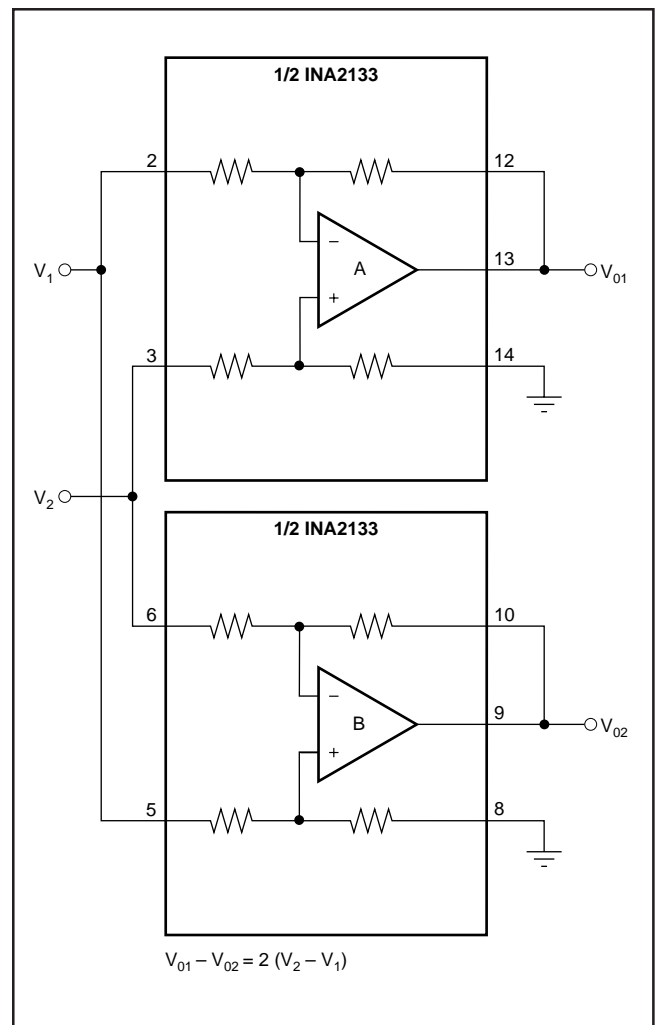 1/2 INA2133
2
12
−
A
13
V₁
V₀₁
+
3
14
V₂
1/2 INA2133
6
10
−
B
9
V₀₂
+
5
8
V₀₁ – V₀₂ = 2 (V₂ – V₁)